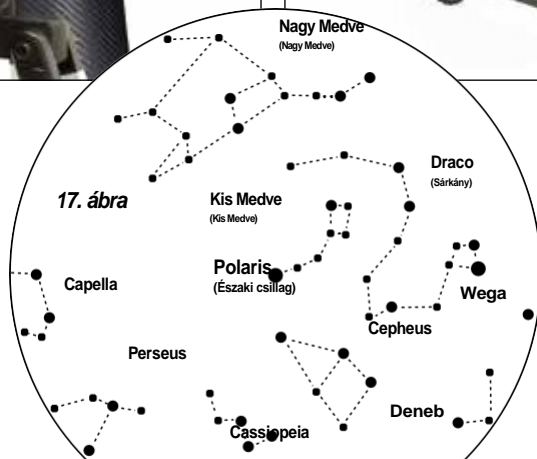 Nagy Medve
(Nagy Medve)
Draco
(Sárkány)
17. ábra
Kis Medve
(Kis Medve)
Polaris
(Északi csillag)
Capella
Wega
Cepheus
Perseus
Deneb
Cassiopeia